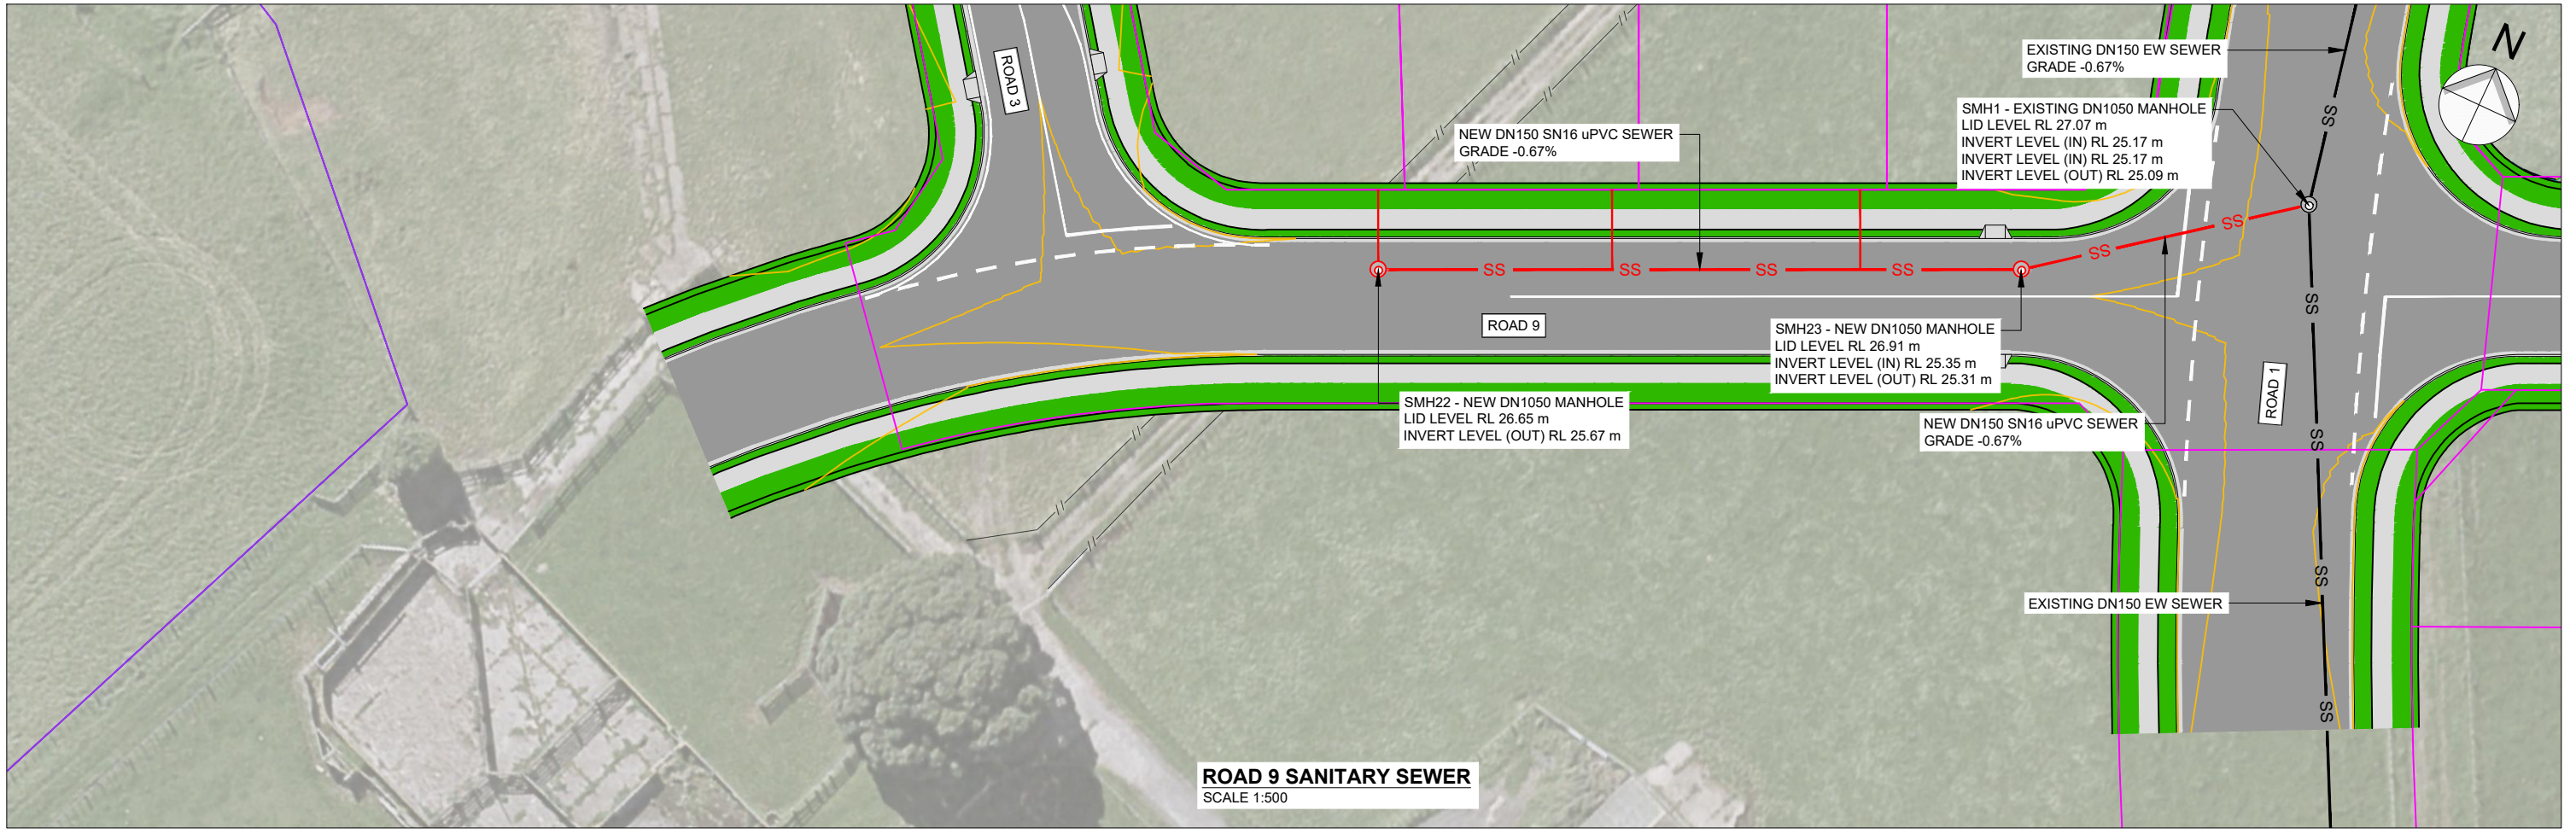 ROAD 3
EXISTING DN150 EW SEWER
GRADE -0.67%
N
SMH1 - EXISTING DN1050 MANHOLE
LID LEVEL RL 27.07 m
INVERT LEVEL (IN) RL 25.17 m
INVERT LEVEL (IN) RL 25.17 m
INVERT LEVEL (OUT) RL 25.09 m
NEW DN150 SN16 uPVC SEWER
GRADE -0.67%
SS
SS
SS
SS
SS
SS
SS
SS
ROAD 9
SMH23 - NEW DN1050 MANHOLE
LID LEVEL RL 26.91 m
INVERT LEVEL (IN) RL 25.35 m
INVERT LEVEL (OUT) RL 25.31 m
ROAD 1
SMH22 - NEW DN1050 MANHOLE
LID LEVEL RL 26.65 m
INVERT LEVEL (OUT) RL 25.67 m
NEW DN150 SN16 uPVC SEWER
GRADE -0.67%
SS
SS
EXISTING DN150 EW SEWER
SS
ROAD 9 SANITARY SEWER
SCALE 1:500